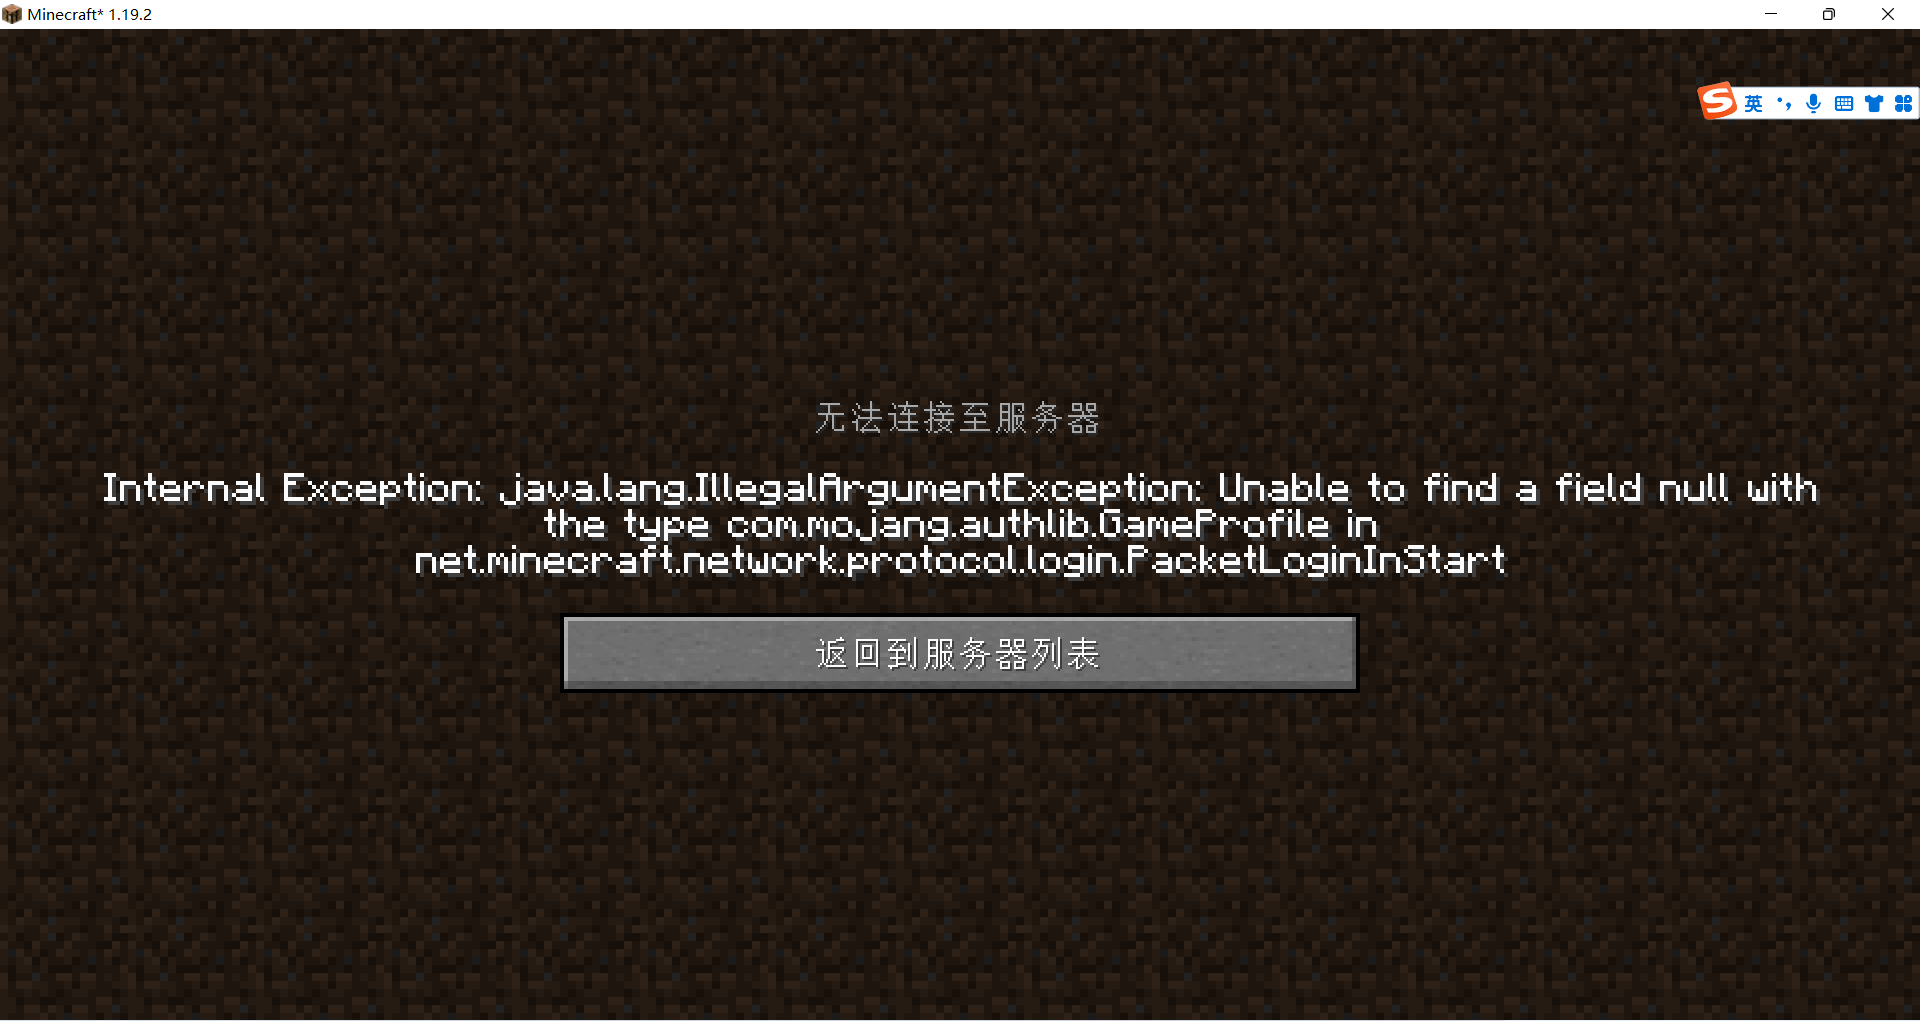 Minecraft* 1.19.2
英
无法连接至服务器
Internal Exception: java.lang.IllegalArgumentException: Unable to find a field null with
the type com.mojang.authlib.GameProfile in
net.minecraft.network.protocol.login.PacketLoginInStart
返回到服务器列表